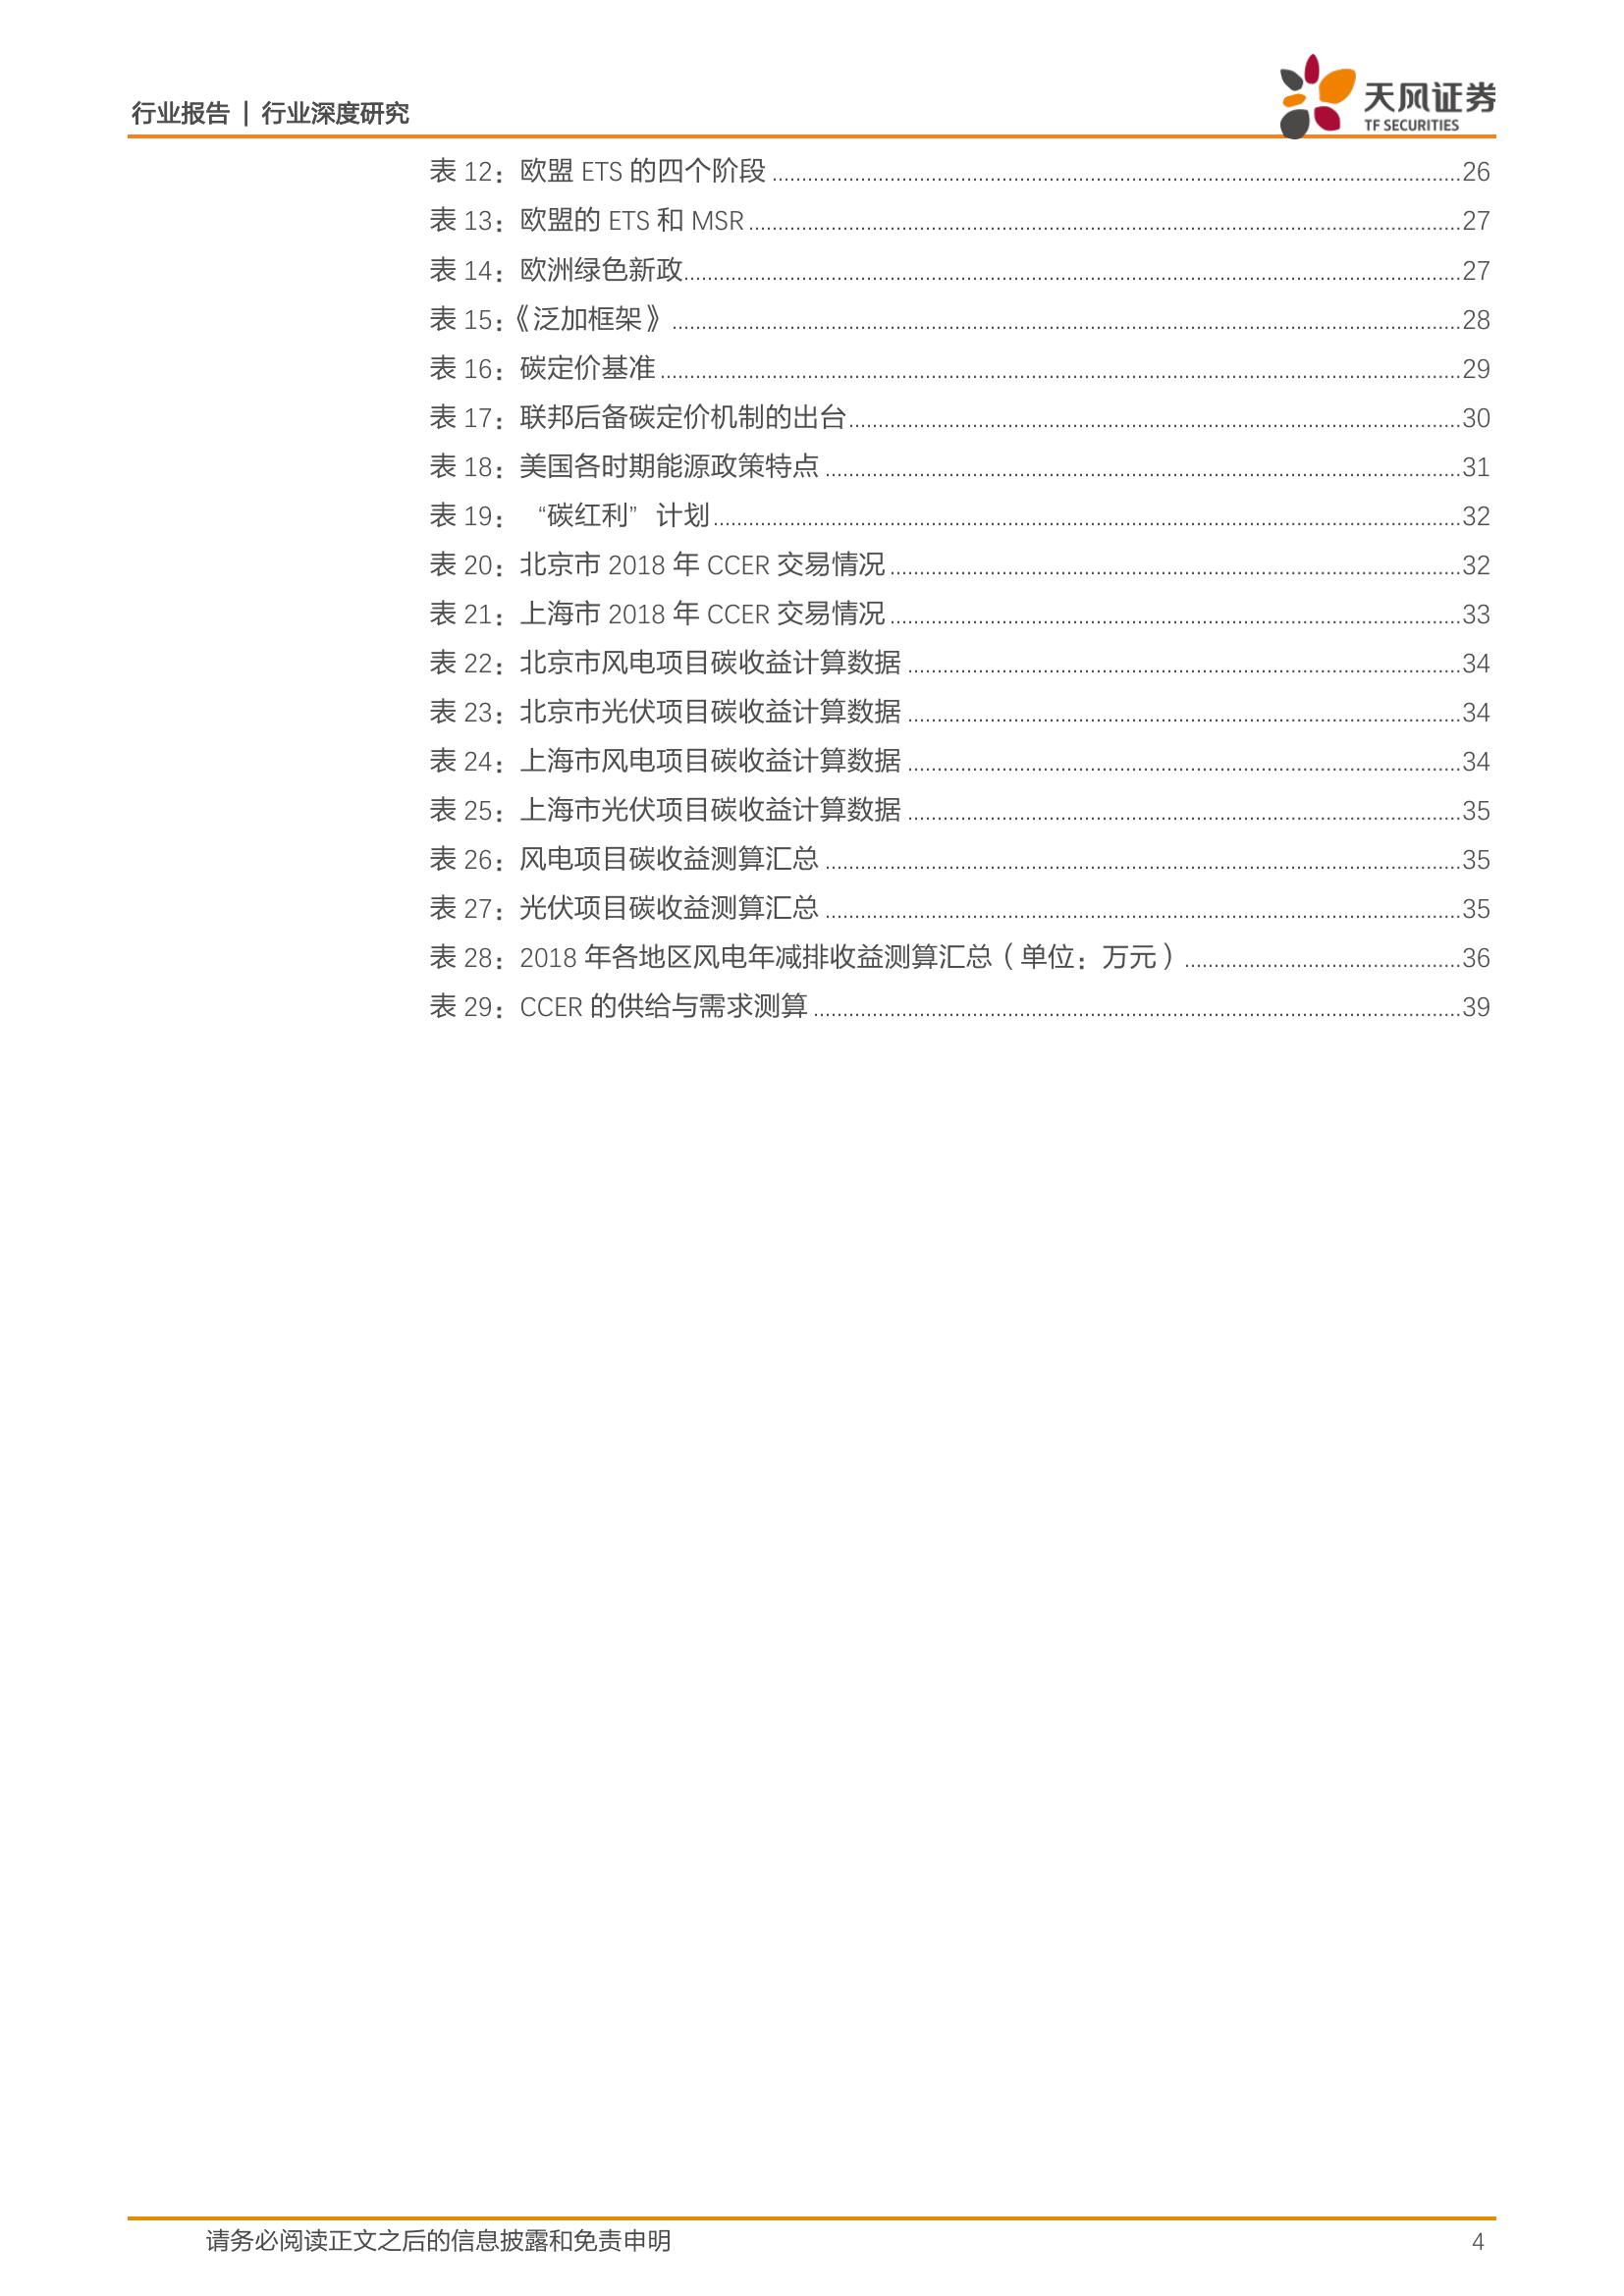 行业报告 | 行业深度研究
天风证券
TF SECURITIES
表 12：欧盟 ETS 的四个阶段 ........ 26
表 13：欧盟的 ETS 和 MSR ........ 27
表 14：欧洲绿色新政 ........ 27
表 15：《泛加框架》 ........ 28
表 16：碳定价基准 ........ 29
表 17：联邦后备碳定价机制的出台 ........ 30
表 18：美国各时期能源政策特点 ........ 31
表 19： “碳红利” 计划 ........ 32
表 20：北京市 2018 年 CCER 交易情况 ........ 32
表 21：上海市 2018 年 CCER 交易情况 ........ 33
表 22：北京市风电项目碳收益计算数据 ........ 34
表 23：北京市光伏项目碳收益计算数据 ........ 34
表 24：上海市风电项目碳收益计算数据 ........ 34
表 25：上海市光伏项目碳收益计算数据 ........ 35
表 26：风电项目碳收益测算汇总 ........ 35
表 27：光伏项目碳收益测算汇总 ........ 35
表 28：2018 年各地区风电年减排收益测算汇总（单位：万元） ........ 36
表 29：CCER 的供给与需求测算 ........ 39
请务必阅读正文之后的信息披露和免责申明 4